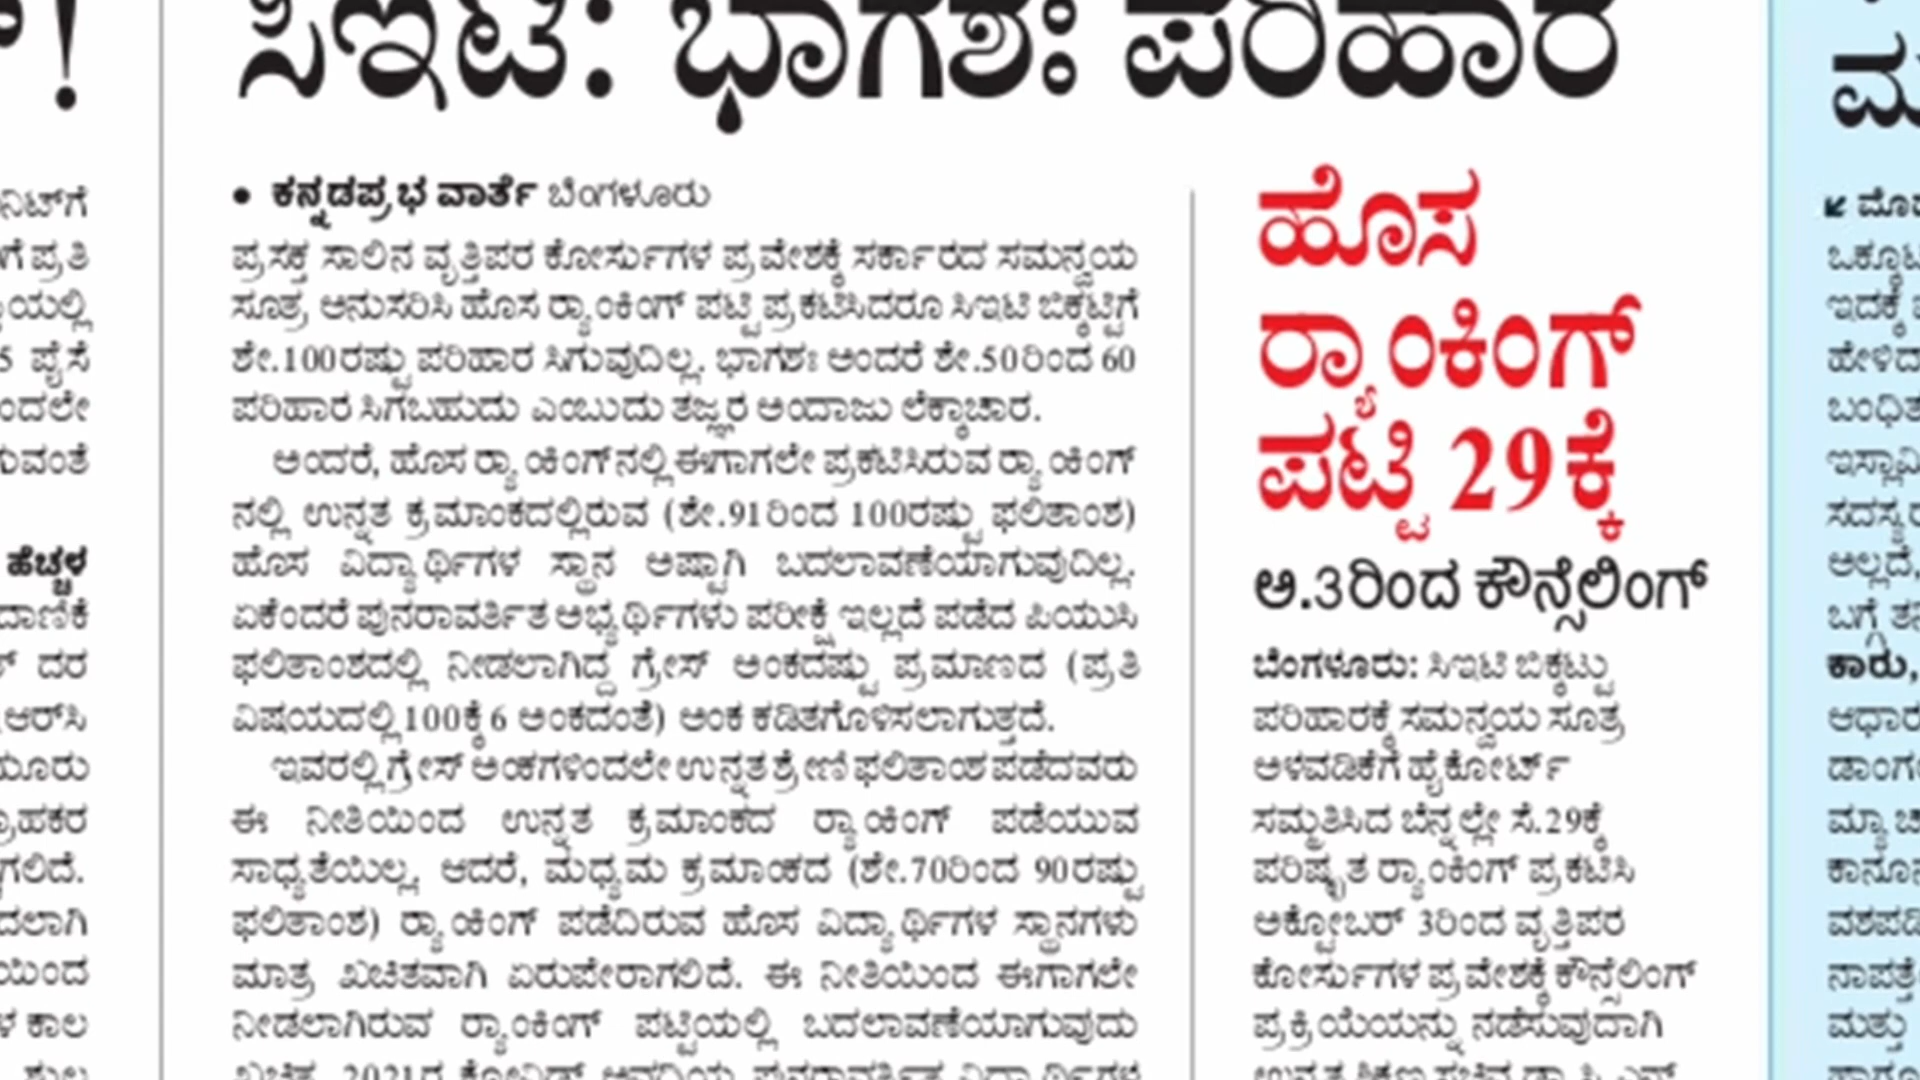 ಸಿಇಟಿ: ಭಾಗಶಃ ಪರಿಹಾರ
• ಕನ್ನಡಪ್ರಭ ವಾರ್ತೆ ಬೆಂಗಳೂರು
ಪ್ರಸಕ್ತ ಸಾಲಿನ ವೃತ್ತಿಪರ ಕೋರ್ಸುಗಳ ಪ್ರವೇಶಕ್ಕೆ ಸರ್ಕಾರದ ಸಮನ್ವಯ
ಸೂತ್ರ ಅನುಸರಿಸಿ ಹೊಸ ರ‍್ಯಾಂಕಿಂಗ್ ಪಟ್ಟಿ ಪ್ರಕಟಿಸಿದರೂ ಸಿಇಟಿ ಬಿಕ್ಕಟ್ಟಿಗೆ
ಶೇ.100ರಷ್ಟು ಪರಿಹಾರ ಸಿಗುವುದಿಲ್ಲ. ಭಾಗಶಃ ಅಂದರೆ ಶೇ.50ರಿಂದ 60
ಪರಿಹಾರ ಸಿಗಬಹುದು ಎಂಬುದು ತಜ್ಞರ ಅಂದಾಜು ಲೆಕ್ಕಾಚಾರ.
ಅಂದರೆ, ಹೊಸ ರ‍್ಯಾಂಕಿಂಗ್‌ನಲ್ಲಿ ಈಗಾಗಲೇ ಪ್ರಕಟಿಸಿರುವ ರ‍್ಯಾಂಕಿಂಗ್
ನಲ್ಲಿ ಉನ್ನತ ಕ್ರಮಾಂಕದಲ್ಲಿರುವ (ಶೇ.91ರಿಂದ 100ರಷ್ಟು ಫಲಿತಾಂಶ)
ಹೊಸ ವಿದ್ಯಾರ್ಥಿಗಳ ಸ್ಥಾನ ಅಷ್ಟಾಗಿ ಬದಲಾವಣೆಯಾಗುವುದಿಲ್ಲ.
ಏಕೆಂದರೆ ಪುನರಾವರ್ತಿತ ಅಭ್ಯರ್ಥಿಗಳು ಪರೀಕ್ಷೆ ಇಲ್ಲದೆ ಪಡೆದ ಪಿಯುಸಿ
ಫಲಿತಾಂಶದಲ್ಲಿ ನೀಡಲಾಗಿದ್ದ ಗ್ರೇಸ್ ಅಂಕದಷ್ಟು ಪ್ರಮಾಣದ (ಪ್ರತಿ
ವಿಷಯದಲ್ಲಿ 100ಕ್ಕೆ 6 ಅಂಕದಂತೆ) ಅಂಕ ಕಡಿತಗೊಳಿಸಲಾಗುತ್ತದೆ.
ಇವರಲ್ಲಿ ಗ್ರೇಸ್ ಅಂಕಗಳಿಂದಲೇ ಉನ್ನತ ಶ್ರೇಣಿ ಫಲಿತಾಂಶ ಪಡೆದವರು
ಈ ನೀತಿಯಿಂದ ಉನ್ನತ ಕ್ರಮಾಂಕದ ರ‍್ಯಾಂಕಿಂಗ್ ಪಡೆಯುವ
ಸಾಧ್ಯತೆಯಿಲ್ಲ. ಆದರೆ, ಮಧ್ಯಮ ಕ್ರಮಾಂಕದ (ಶೇ.70ರಿಂದ 90ರಷ್ಟು
ಫಲಿತಾಂಶ) ರ‍್ಯಾಂಕಿಂಗ್ ಪಡೆದಿರುವ ಹೊಸ ವಿದ್ಯಾರ್ಥಿಗಳ ಸ್ಥಾನಗಳು
ಮಾತ್ರ ಖಚಿತವಾಗಿ ಏರುಪೇರಾಗಲಿದೆ. ಈ ನೀತಿಯಿಂದ ಈಗಾಗಲೇ
ನೀಡಲಾಗಿರುವ ರ‍್ಯಾಂಕಿಂಗ್ ಪಟ್ಟಿಯಲ್ಲಿ ಬದಲಾವಣೆಯಾಗುವುದು
ಹೊಸ
ರ‍್ಯಾಂಕಿಂಗ್
ಪಟ್ಟಿ 29ಕ್ಕೆ
ಅ.3ರಿಂದ ಕೌನ್ಸೆಲಿಂಗ್
ಬೆಂಗಳೂರು: ಸಿಇಟಿ ಬಿಕ್ಕಟ್ಟು
ಪರಿಹಾರಕ್ಕೆ ಸಮನ್ವಯ ಸೂತ್ರ
ಅಳವಡಿಕೆಗೆ ಹೈಕೋರ್ಟ್
ಸಮ್ಮತಿಸಿದ ಬೆನ್ನಲ್ಲೇ ಸೆ.29ಕ್ಕೆ
ಪರಿಷ್ಕೃತ ರ‍್ಯಾಂಕಿಂಗ್ ಪ್ರಕಟಿಸಿ
ಅಕ್ಟೋಬರ್ 3ರಿಂದ ವೃತ್ತಿಪರ
ಕೋರ್ಸುಗಳ ಪ್ರವೇಶಕ್ಕೆ ಕೌನ್ಸೆಲಿಂಗ್
ಪ್ರಕ್ರಿಯೆಯನ್ನು ನಡೆಸುವುದಾಗಿ